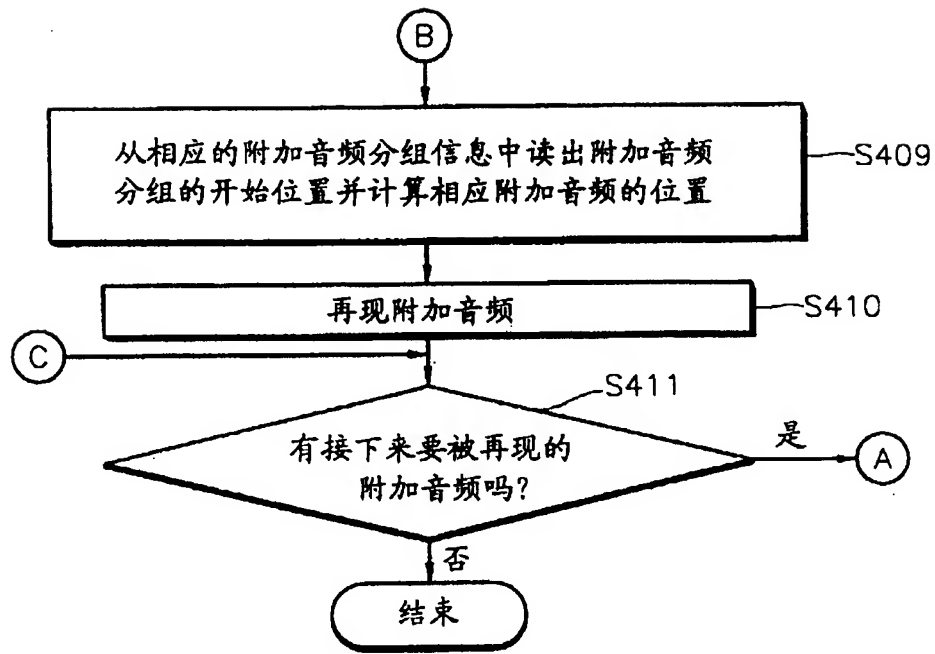 B
从相应的附加音频分组信息中读出附加音频
分组的开始位置并计算相应附加音频的位置
S409
再现附加音频
S410
C
S411
有接下来要被再现的
附加音频吗?
是
A
否
结束